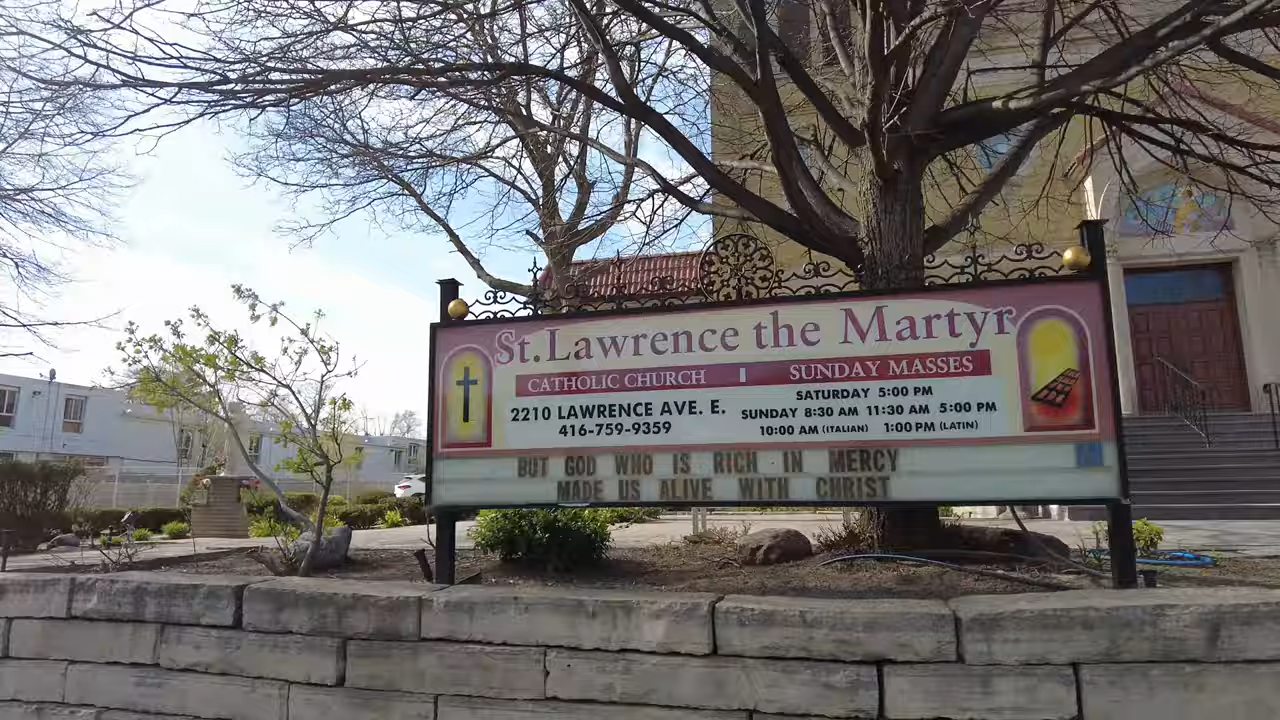 St. Lawrence the Martyr
CATHOLIC CHURCH
SUNDAY MASSES
2210 LAWRENCE AVE. E.
416-759-9359
SATURDAY 5:00 PM
SUNDAY 8:30 AM 11:30 AM 5:00 PM
10:00 AM (ITALIAN) 1:00 PM (LATIN)
BUT GOD WHO IS RICH IN MERCY
MADE US ALIVE WITH CHRIST